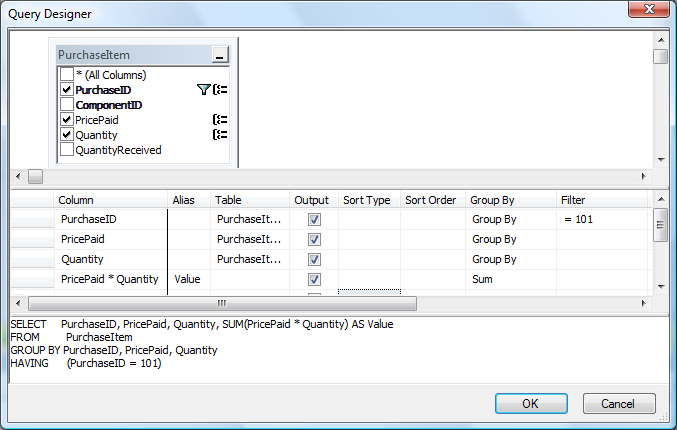 Query Designer
PurchaseItem
* (All Columns)
PurchaseID
ComponentID
PricePaid
Quantity
QuantityReceived
Column Alias Table Output Sort Type Sort Order Group By Filter
PurchaseID PurchaseIt... Group By = 101
PricePaid PurchaseIt... Group By
Quantity PurchaseIt... Group By
PricePaid * Quantity Value Sum
SELECT PurchaseID, PricePaid, Quantity, SUM(PricePaid * Quantity) AS Value
FROM PurchaseItem
GROUP BY PurchaseID, PricePaid, Quantity
HAVING (PurchaseID = 101)
OK Cancel